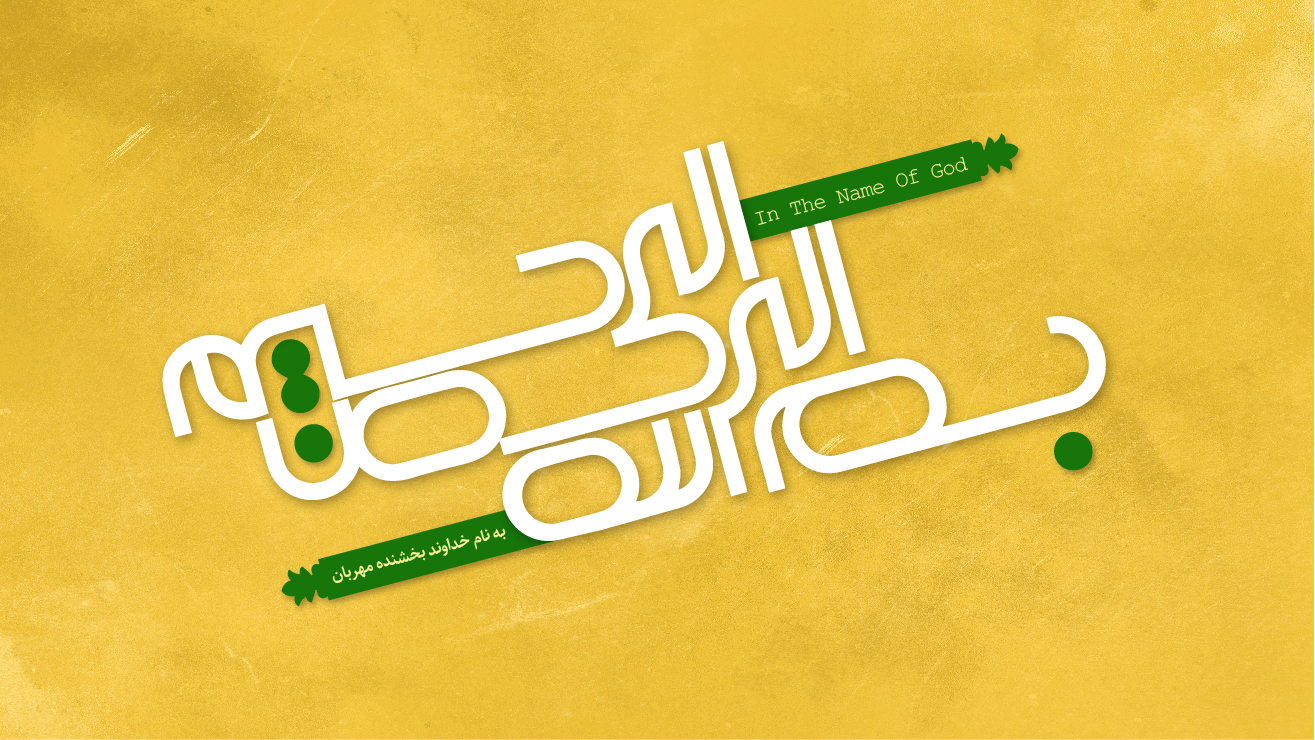 بسم الله الرحمن الرحیم
In The Name Of God
به نام خداوند بخشنده مهربان